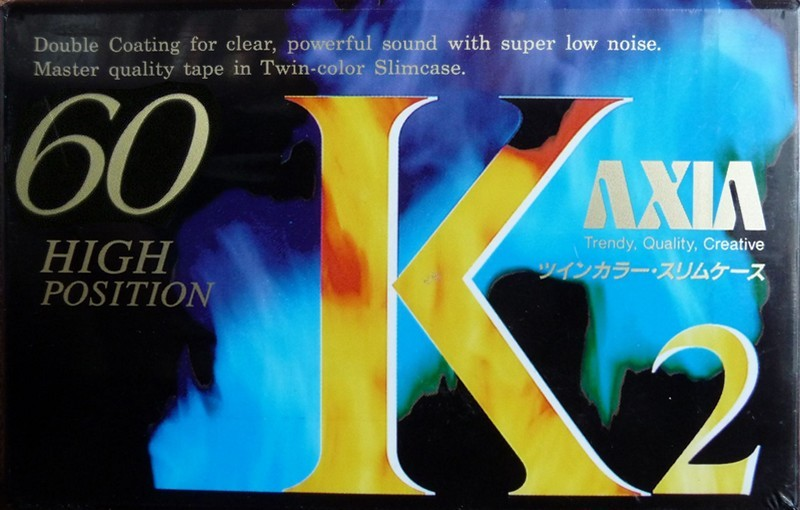 Double Coating for clear, powerful sound with super low noise.
Master quality tape in Twin-color Slimcase.
60
HIGH
POSITION
K2
AXIA
Trendy, Quality, Creative
ツインカラー・スリムケース